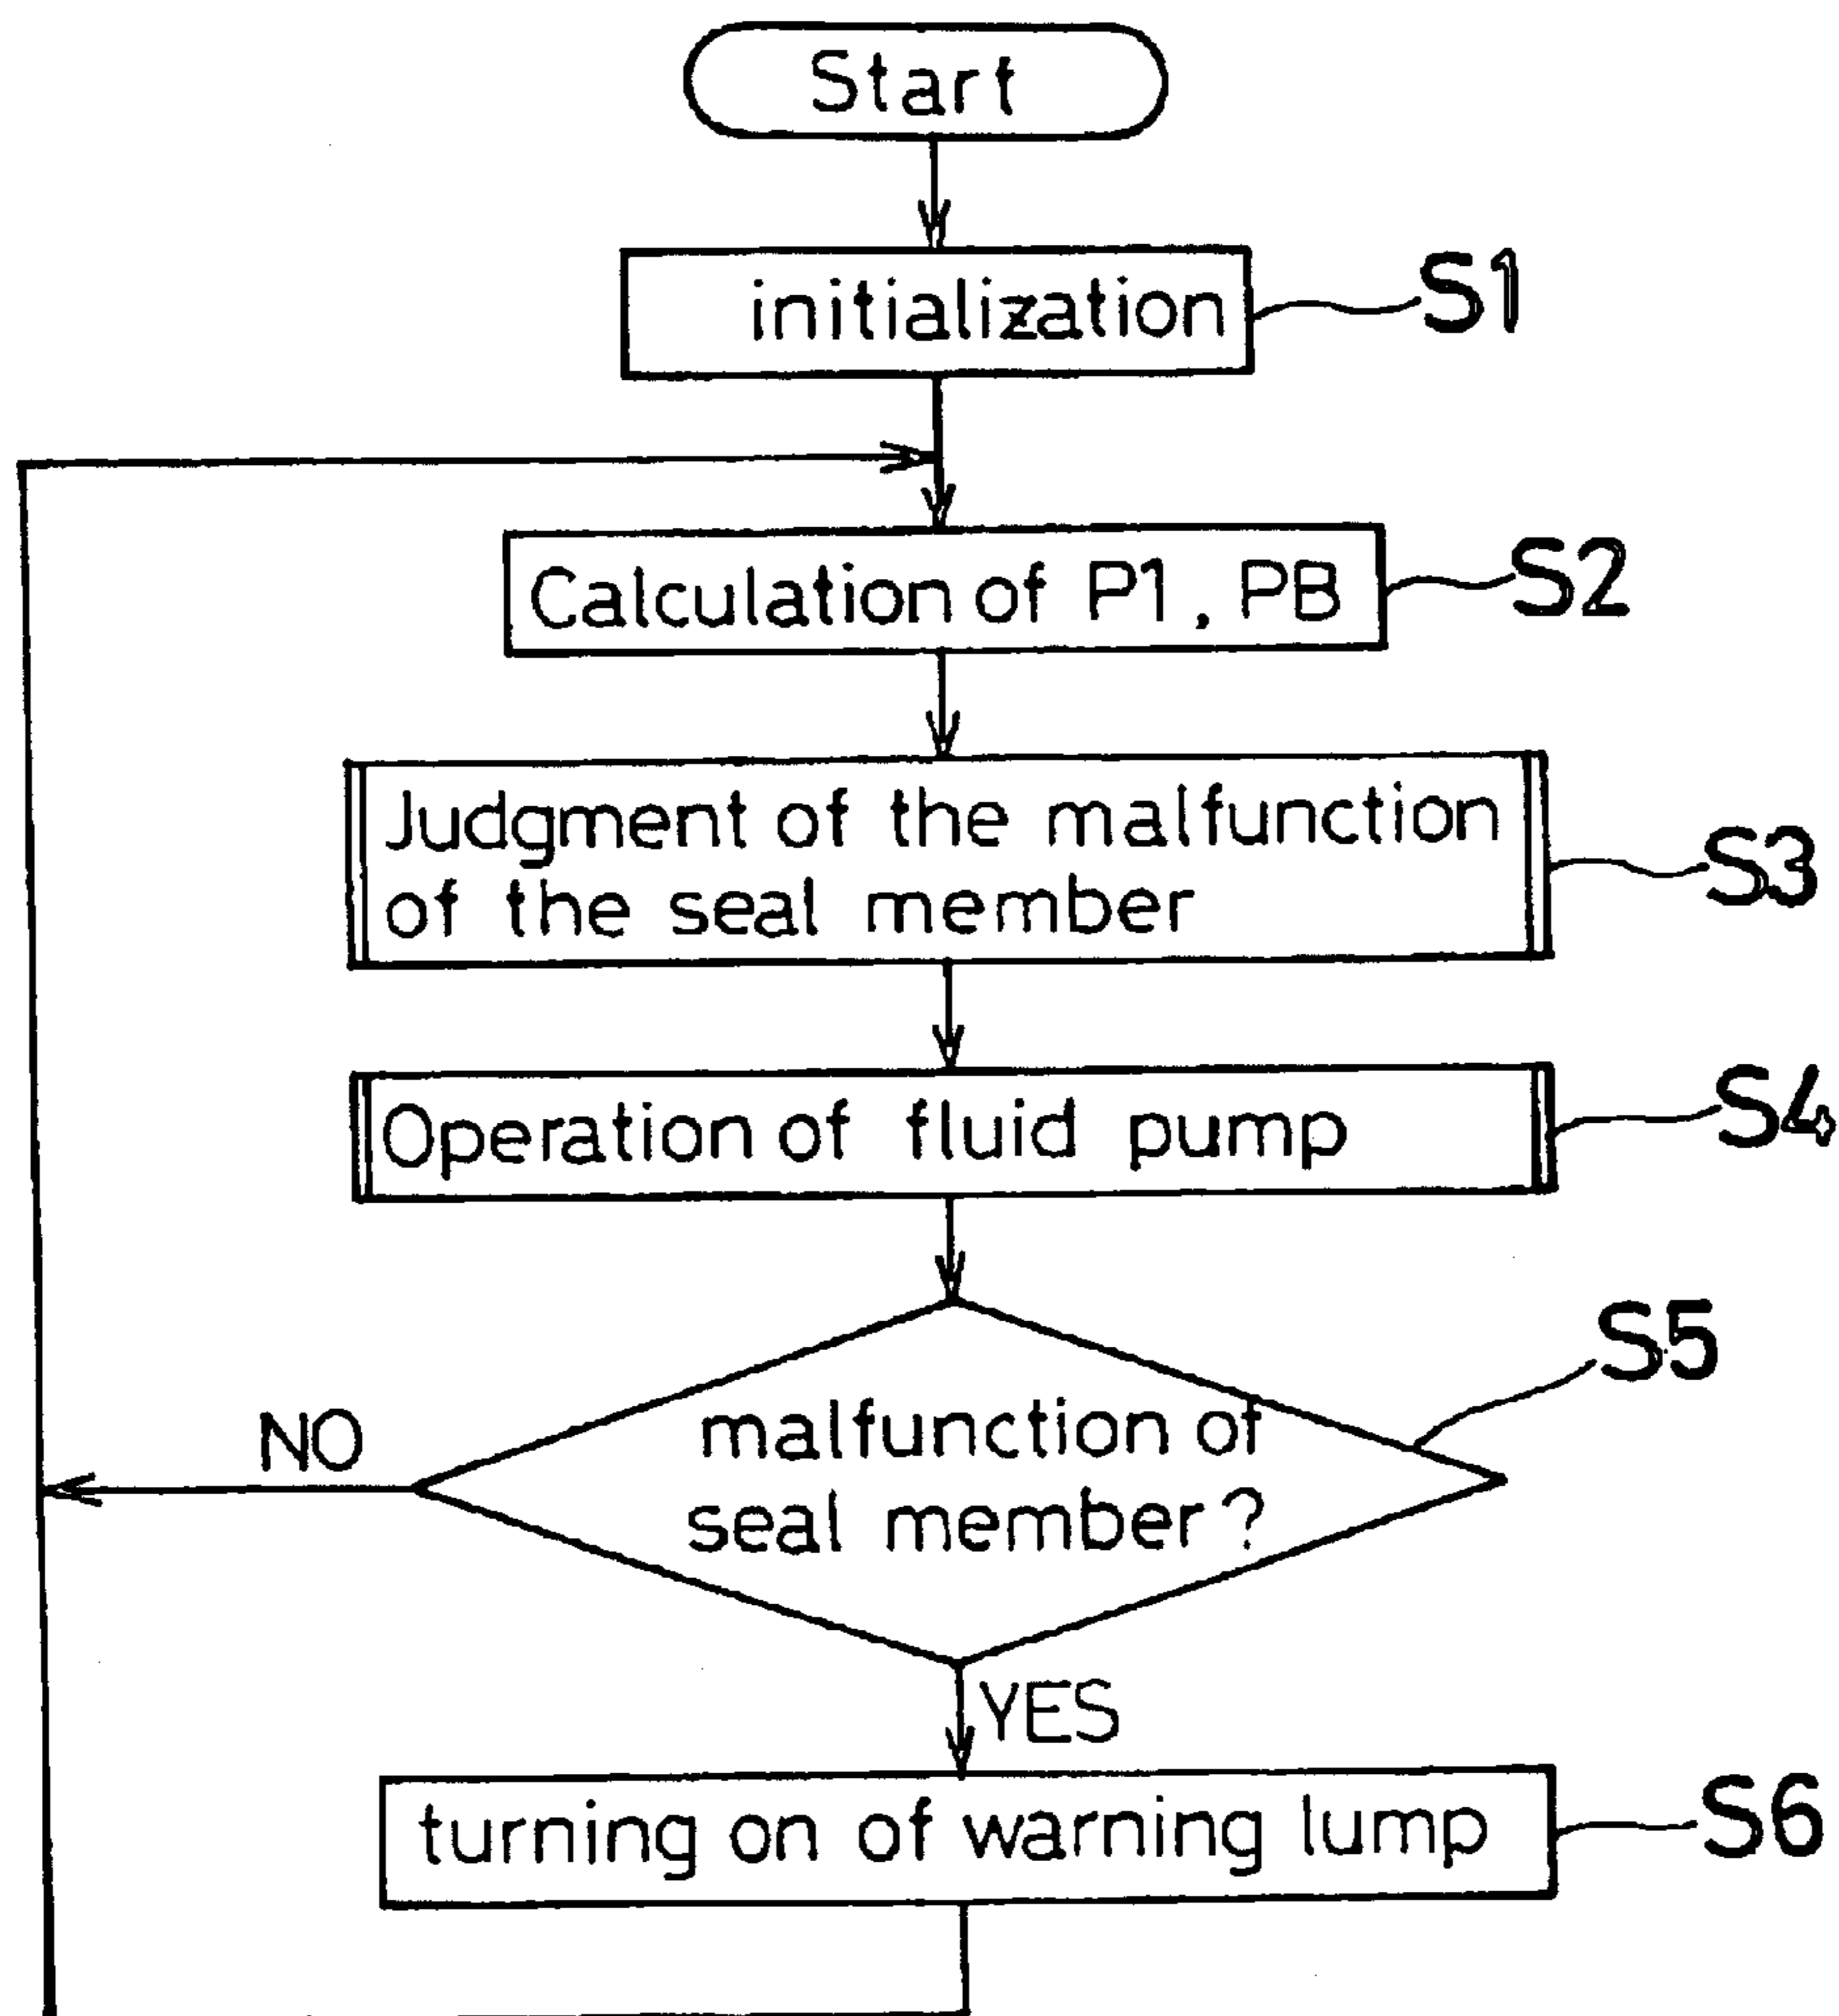 Start
initialization
S1
Calculation of P1, PB
S2
Judgment of the malfunction
of the seal member
S3
Operation of fluid pump
S4
S5
malfunction of
seal member?
NO
YES
turning on of warning lump
S6